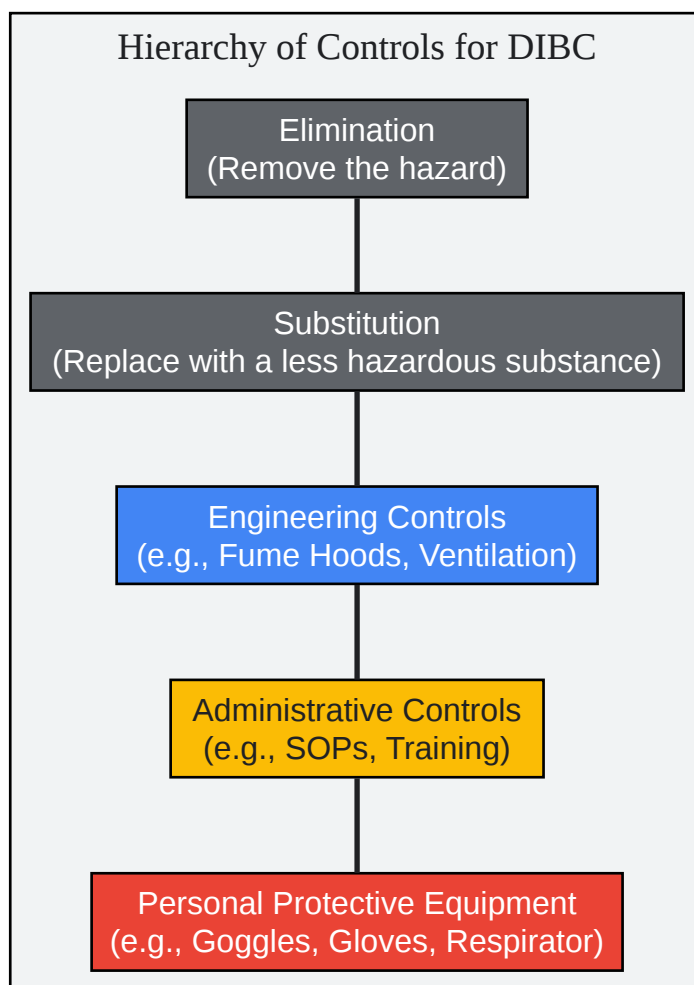 Hierarchy of Controls for DIBC
Elimination
(Remove the hazard)
Substitution
(Replace with a less hazardous substance)
Engineering Controls
(e.g., Fume Hoods, Ventilation)
Administrative Controls
(e.g., SOPs, Training)
Personal Protective Equipment
(e.g., Goggles, Gloves, Respirator)